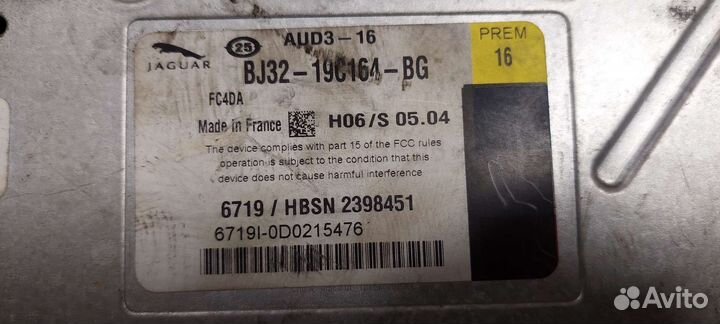 AUD3-16
PREM
16
25
JAGUAR
BJ32-19C164-BG
FC4DA
Made in France
H06/S 05.04
The device complies with part 15 of the FCC rules
operation is subject to the condition that this
device does not cause harmful interference
6719 / HBSN 2398451
6719I-0D0215476
Avito